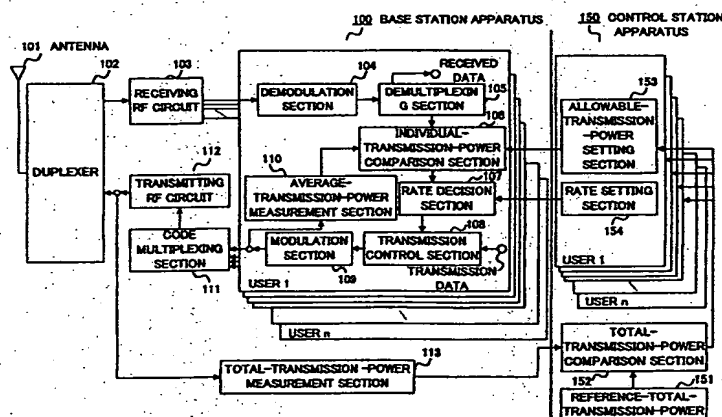 100 BASE STATION APPARATUS
150 CONTROL STATION
APPARATUS
101 ANTENNA
102
DUPLEXER
103
RECEIVING
RF CIRCUIT
104
DEMODULATION
SECTION
RECEIVED
DATA
DEMULTIPLEXIN
G SECTION
105
106
INDIVIDUAL-
TRANSMISSION-POWER
COMPARISON SECTION
107
RATE DECISION
SECTION
110
AVERAGE-
TRANSMISSION-POWER
MEASUREMENT SECTION
108
TRANSMISSION
CONTROL SECTION
TRANSMISSION
DATA
MODULATION
SECTION
109
112
TRANSMITTING
RF CIRCUIT
CODE
MULTIPLEXING
SECTION
111
USER 1
USER n
153
ALLOWABLE-
TRANSMISSION
-POWER
SETTING
SECTION
RATE SETTING
SECTION
154
USER 1
USER n
113
TOTAL-TRANSMISSION-POWER
MEASUREMENT SECTION
TOTAL-
TRANSMISSION-POWER
COMPARISON SECTION
152
151
REFERENCE-TOTAL-
TRANSMISSION-POWER